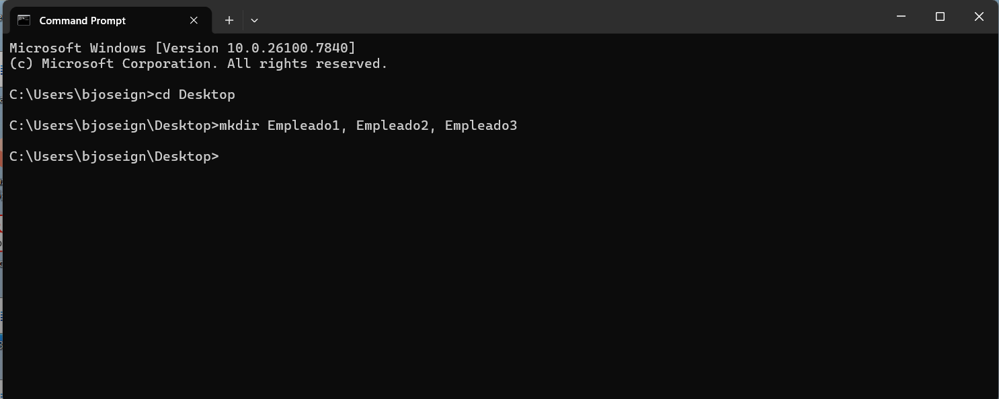 Command Prompt
Microsoft Windows [Version 10.0.26100.7840]
(c) Microsoft Corporation. All rights reserved.
C:\Users\bjoseign>cd Desktop
C:\Users\bjoseign\Desktop>mkdir Empleado1, Empleado2, Empleado3
C:\Users\bjoseign\Desktop>